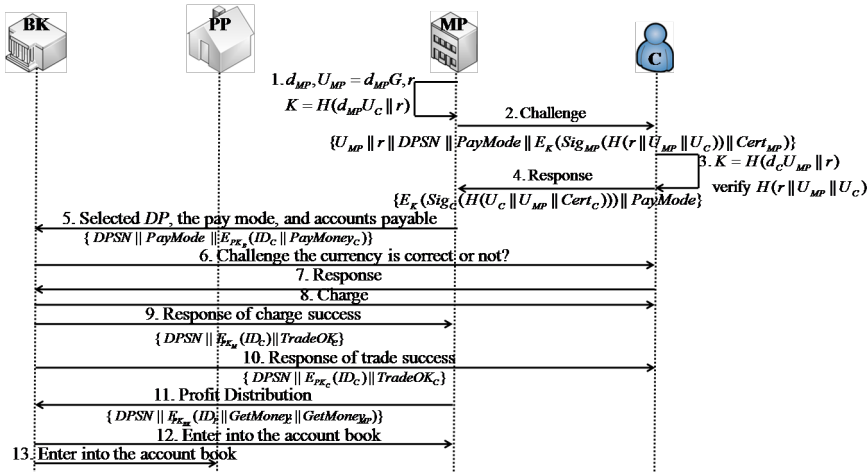 BK PP MP C
1. d_MP, U_MP = d_MP G, r
K = H(d_MP U_C || r)
2. Challenge
{U_MP || r || DPSN || PayMode || E_K(Sig_MP(H(r || U_MP || U_C)) || Cert_MP)}
3. K = H(d_C U_MP || r)
verify H(r || U_MP || U_C)
4. Response
{E_K(Sig_C(H(U_C || U_MP || Cert_C))) || PayMode}
5. Selected DP, the pay mode, and accounts payable
{ DPSN || PayMode || E_PK_B(ID_C || PayMoney_C)}
6. Challenge the currency is correct or not?
7. Response
8. Charge
9. Response of charge success
{ DPSN || E_PK_M(ID_C) || TradeOK_C}
10. Response of trade success
{ DPSN || E_PK_C(ID_C) || TradeOK_C}
11. Profit Distribution
{ DPSN || (ID || GetMoney || GetMoney_MP)}
12. Enter into the account book
13. Enter into the account book